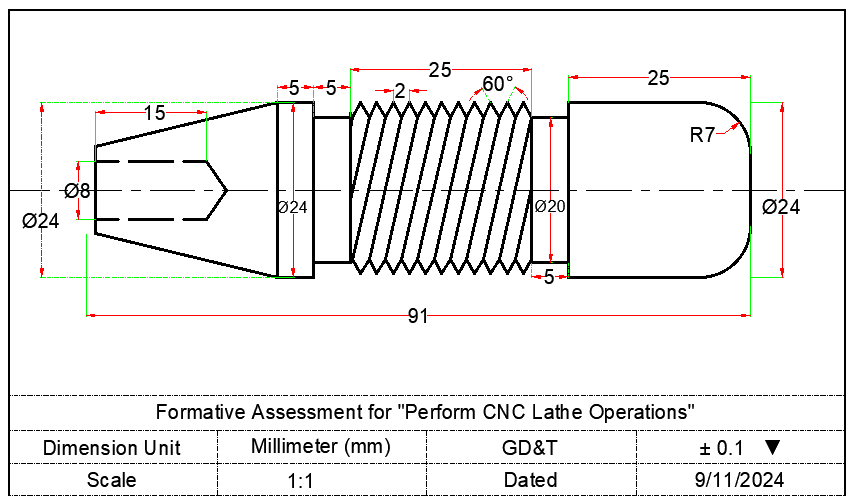 25
5
5
2
60°
25
15
R7
Ø8
Ø24
Ø24
Ø20
Ø24
5
91
Formative Assessment for "Perform CNC Lathe Operations"
Dimension Unit
Millimeter (mm)
GD&T
± 0.1 ▼
Scale
1:1
Dated
9/11/2024